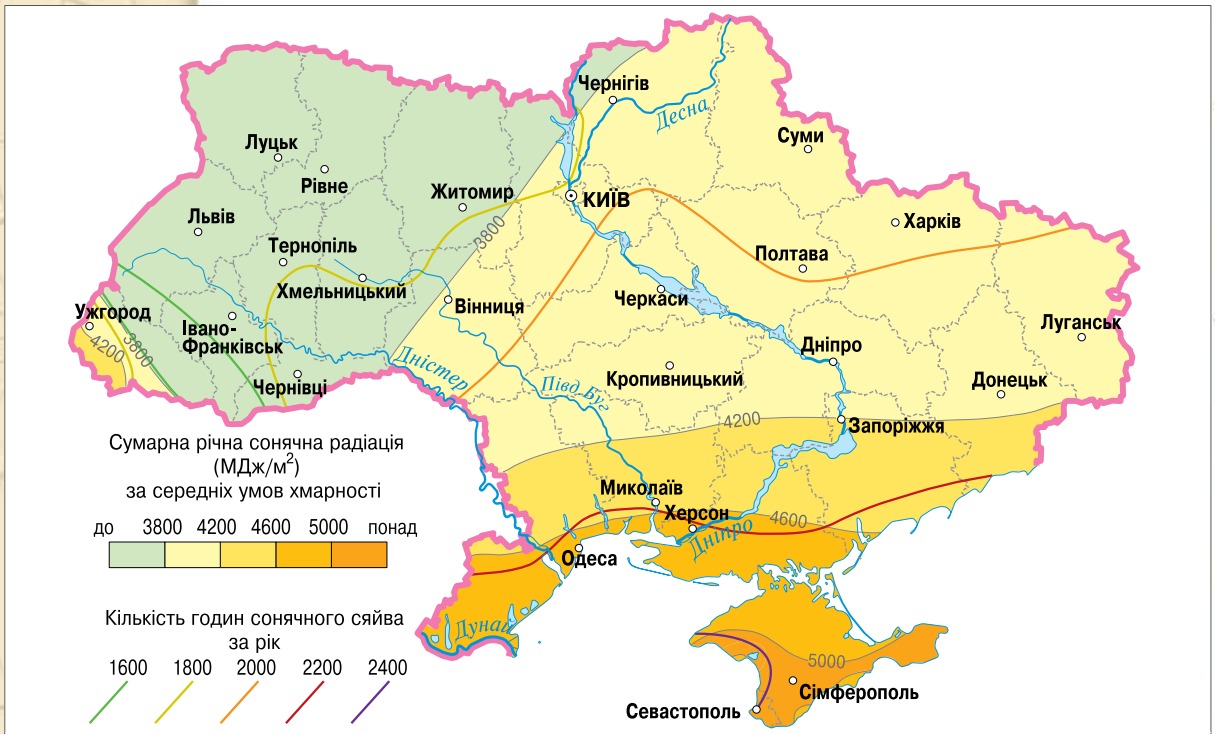 Чернігів
Десна
Суми
Луцьк
Рівне
Житомир
КИЇВ
Львів
Харків
3800
Тернопіль
Полтава
Хмельницький
Черкаси
Вінниця
Ужгород
Івано-
Франківськ
3800
4200
Луганськ
Дніпро
Дністер
Чернівці
Півд Буг
Кропивницький
Донецьк
4200
Запоріжжя
Сумарна річна сонячна радіація
(МДж/м²)
за середніх умов хмарності
до 3800 4200 4600 5000 понад
Миколаїв
Херсон
4600
Дніпро
Одеса
Дунай
Кількість годин сонячного сяйва
за рік
1600 1800 2000 2200 2400
5000
Сімферополь
Севастополь